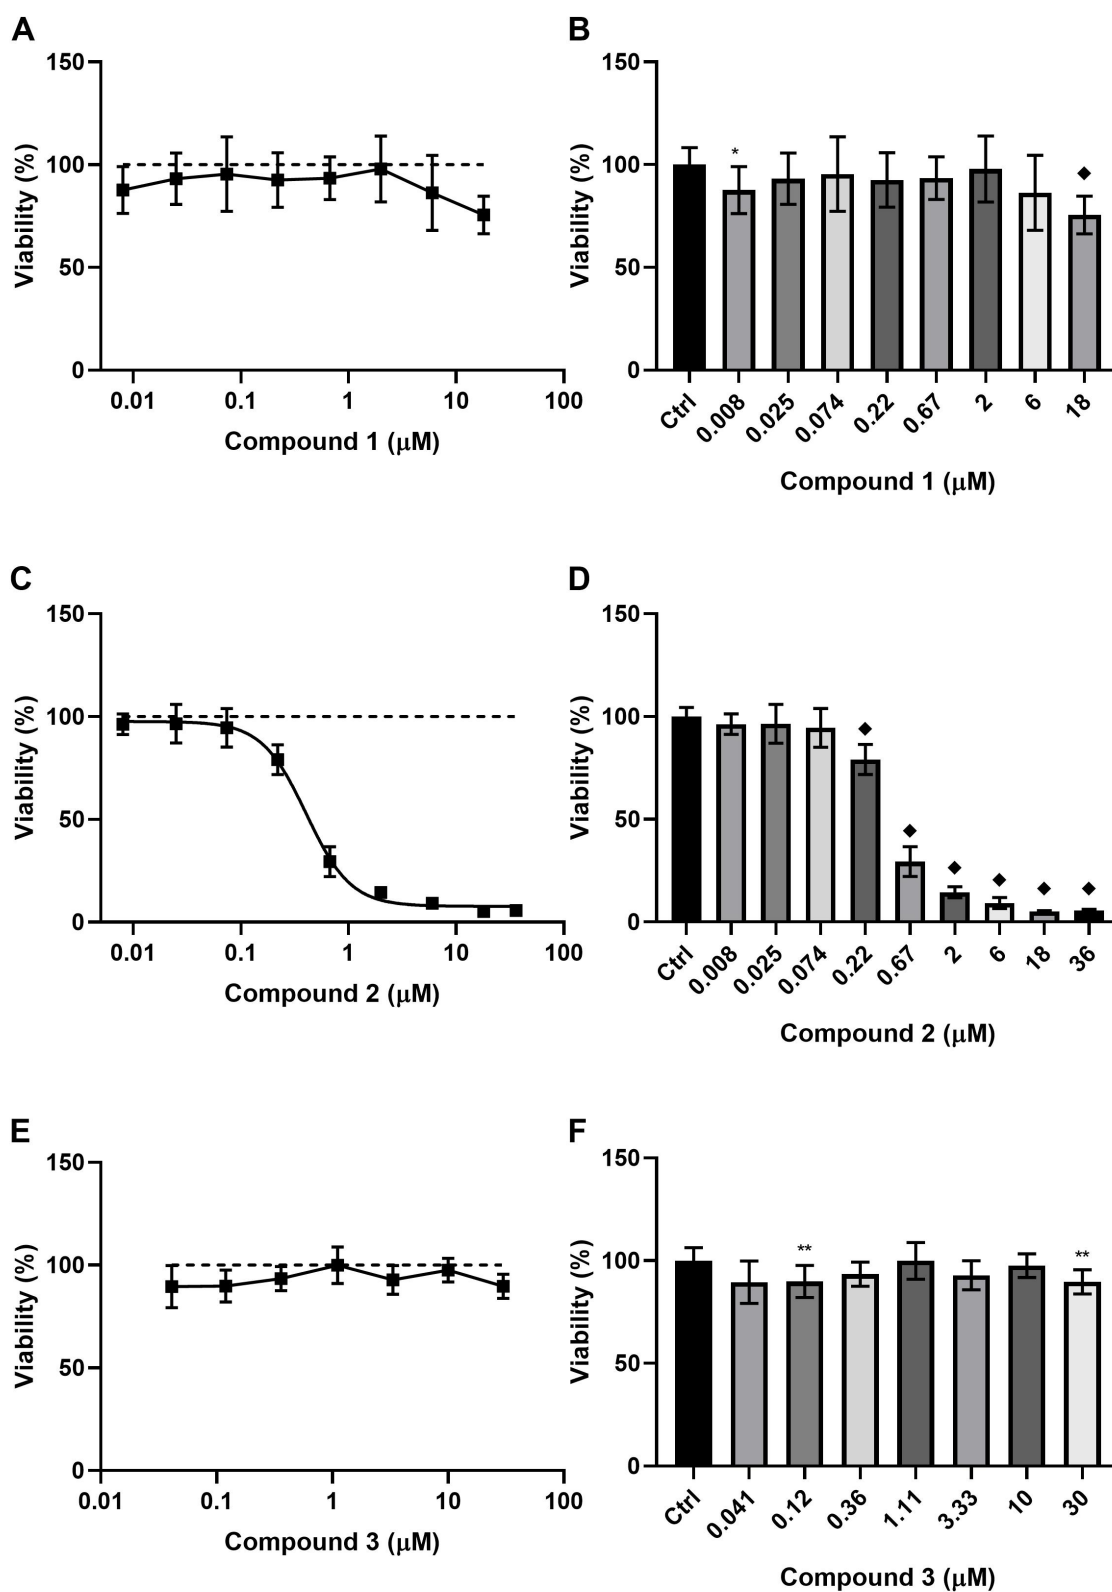 A
150
100
50
0
Viability (%)
0.01 0.1 1 10 100
Compound 1 (μM)
B
150
100
50
0
Viability (%)
*
◆
Ctrl 0.008 0.025 0.074 0.22 0.67 2 6 18
Compound 1 (μM)
C
150
100
50
0
Viability (%)
0.01 0.1 1 10 100
Compound 2 (μM)
D
150
100
50
0
Viability (%)
◆ ◆ ◆ ◆ ◆ ◆
Ctrl 0.008 0.025 0.074 0.22 0.67 2 6 18 36
Compound 2 (μM)
E
150
100
50
0
Viability (%)
0.01 0.1 1 10 100
Compound 3 (μM)
F
150
100
50
0
Viability (%)
** **
Ctrl 0.041 0.12 0.36 1.11 3.33 10 30
Compound 3 (μM)